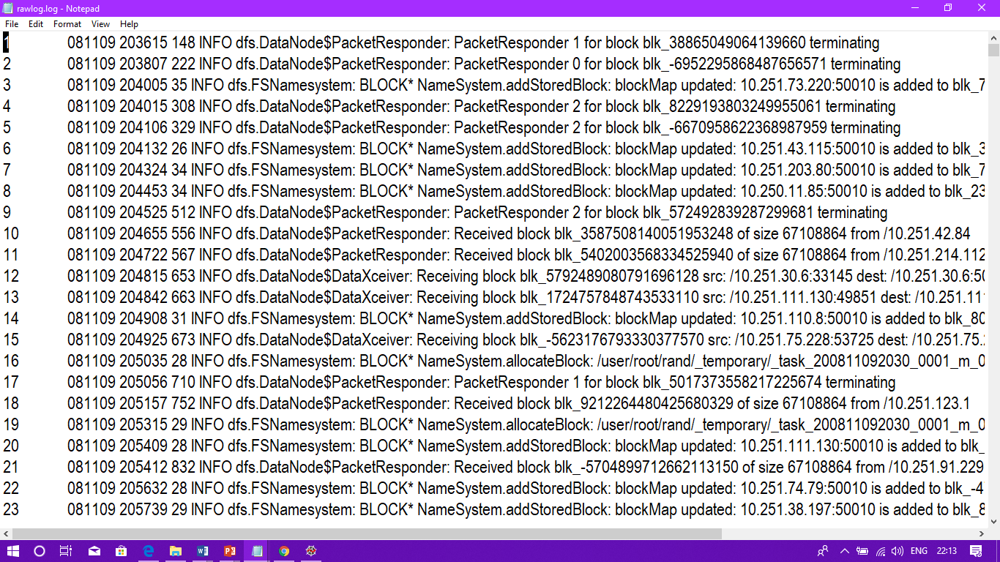 rawlog.log - Notepad
File Edit Format View Help
1 081109 203615 148 INFO dfs.DataNode$PacketResponder: PacketResponder 1 for block blk_38865049064139660 terminating
2 081109 203807 222 INFO dfs.DataNode$PacketResponder: PacketResponder 0 for block blk_-6952295868487656571 terminating
3 081109 204005 35 INFO dfs.FSNamesystem: BLOCK* NameSystem.addStoredBlock: blockMap updated: 10.251.73.220:50010 is added to blk_7
4 081109 204015 308 INFO dfs.DataNode$PacketResponder: PacketResponder 2 for block blk_8229193803249955061 terminating
5 081109 204106 329 INFO dfs.DataNode$PacketResponder: PacketResponder 2 for block blk_-6670958622368987959 terminating
6 081109 204132 26 INFO dfs.FSNamesystem: BLOCK* NameSystem.addStoredBlock: blockMap updated: 10.251.43.115:50010 is added to blk_3
7 081109 204324 34 INFO dfs.FSNamesystem: BLOCK* NameSystem.addStoredBlock: blockMap updated: 10.251.203.80:50010 is added to blk_7
8 081109 204453 34 INFO dfs.FSNamesystem: BLOCK* NameSystem.addStoredBlock: blockMap updated: 10.250.11.85:50010 is added to blk_23
9 081109 204525 512 INFO dfs.DataNode$PacketResponder: PacketResponder 2 for block blk_572492839287299681 terminating
10 081109 204655 556 INFO dfs.DataNode$PacketResponder: Received block blk_3587508140051953248 of size 67108864 from /10.251.42.84
11 081109 204722 567 INFO dfs.DataNode$PacketResponder: Received block blk_5402003568334525940 of size 67108864 from /10.251.214.112
12 081109 204815 653 INFO dfs.DataNode$DataXceiver: Receiving block blk_5792489080791696128 src: /10.251.30.6:33145 dest: /10.251.30.6:50
13 081109 204842 663 INFO dfs.DataNode$DataXceiver: Receiving block blk_1724757848743533110 src: /10.251.111.130:49851 dest: /10.251.11
14 081109 204908 31 INFO dfs.FSNamesystem: BLOCK* NameSystem.addStoredBlock: blockMap updated: 10.251.110.8:50010 is added to blk_80
15 081109 204925 673 INFO dfs.DataNode$DataXceiver: Receiving block blk_-5623176793330377570 src: /10.251.75.228:53725 dest: /10.251.75.
16 081109 205035 28 INFO dfs.FSNamesystem: BLOCK* NameSystem.allocateBlock: /user/root/rand/_temporary/_task_200811092030_0001_m_0
17 081109 205056 710 INFO dfs.DataNode$PacketResponder: PacketResponder 1 for block blk_5017373558217225674 terminating
18 081109 205157 752 INFO dfs.DataNode$PacketResponder: Received block blk_9212264480425680329 of size 67108864 from /10.251.123.1
19 081109 205315 29 INFO dfs.FSNamesystem: BLOCK* NameSystem.allocateBlock: /user/root/rand/_temporary/_task_200811092030_0001_m_0
20 081109 205409 28 INFO dfs.FSNamesystem: BLOCK* NameSystem.addStoredBlock: blockMap updated: 10.251.111.130:50010 is added to blk_
21 081109 205412 832 INFO dfs.DataNode$PacketResponder: Received block blk_-5704899712662113150 of size 67108864 from /10.251.91.229
22 081109 205632 28 INFO dfs.FSNamesystem: BLOCK* NameSystem.addStoredBlock: blockMap updated: 10.251.74.79:50010 is added to blk_-4
23 081109 205739 29 INFO dfs.FSNamesystem: BLOCK* NameSystem.addStoredBlock: blockMap updated: 10.251.38.197:50010 is added to blk_8
ENG 22:13